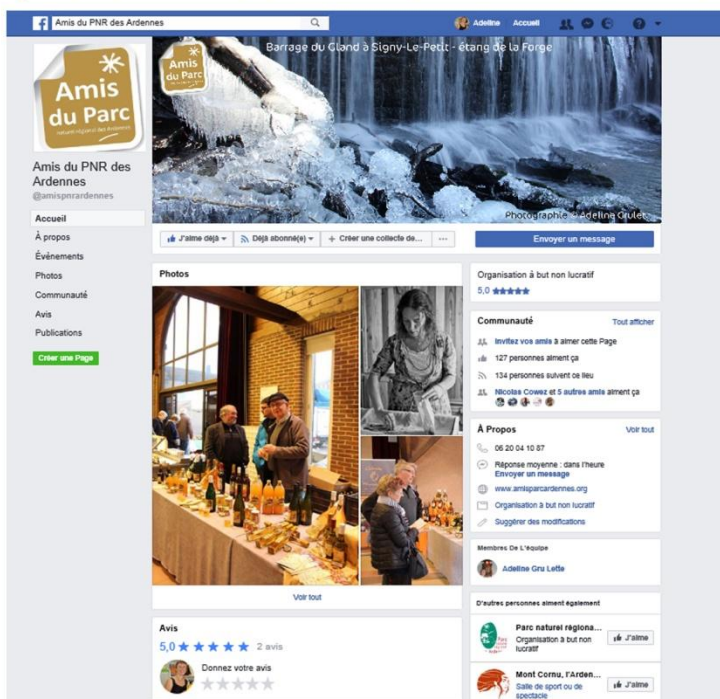 Amis du PNR des Ardennes
Adeline Accueil
Amis
du Parc
naturel régional des Ardennes
Amis du PNR des
Ardennes
@amispnrardennes
Accueil
À propos
Événements
Photos
Communauté
Avis
Publications
Créer une Page
Barrage du Gland à Signy-Le-Petit - étang de la Forge
Amis
du Parc
Photographie © Adeline Grulet
J'aime déjà
Déjà abonné(e)
+ Créer une collecte de...
...
Envoyer un message
Photos
Voir tout
Avis
5,0 ★★★★★ 2 avis
Donnez votre avis
Organisation à but non lucratif
5,0 ★★★★★
Communauté Tout afficher
Invitez vos amis à aimer cette Page
127 personnes aiment ça
134 personnes suivent ce lieu
Nicolas Cowez et 5 autres amis aiment ça
À Propos Voir tout
06 20 04 10 87
Réponse moyenne : dans l'heure
Envoyer un message
www.amisparcardennes.org
Organisation à but non lucratif
Suggérer des modifications
Membres De L'équipe
Adeline Gru Lette
D'autres personnes aiment également
Parc naturel régiona...
Organisation à but non
lucratif
J'aime
Mont Cornu, l'Arden...
Salle de sport ou de
spectacle
J'aime